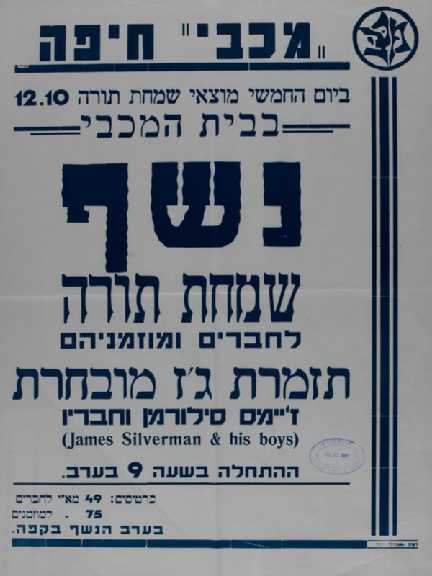 "מכבי" חיפה
ביום החמשי מוצאי שמחת תורה 12.10
בבית המכבי
נשף
שמחת תורה
לחברים ומוזמניהם
תזמרת ג'ז מובחרת
ז'יימס סילורמן וחבריו
(James Silverman & his boys)
ההתחלה בשעה 9 בערב.
כרטיסים: 49 מא"י לחברים
75 . למוזמנים
בערב הנשף בקפה.